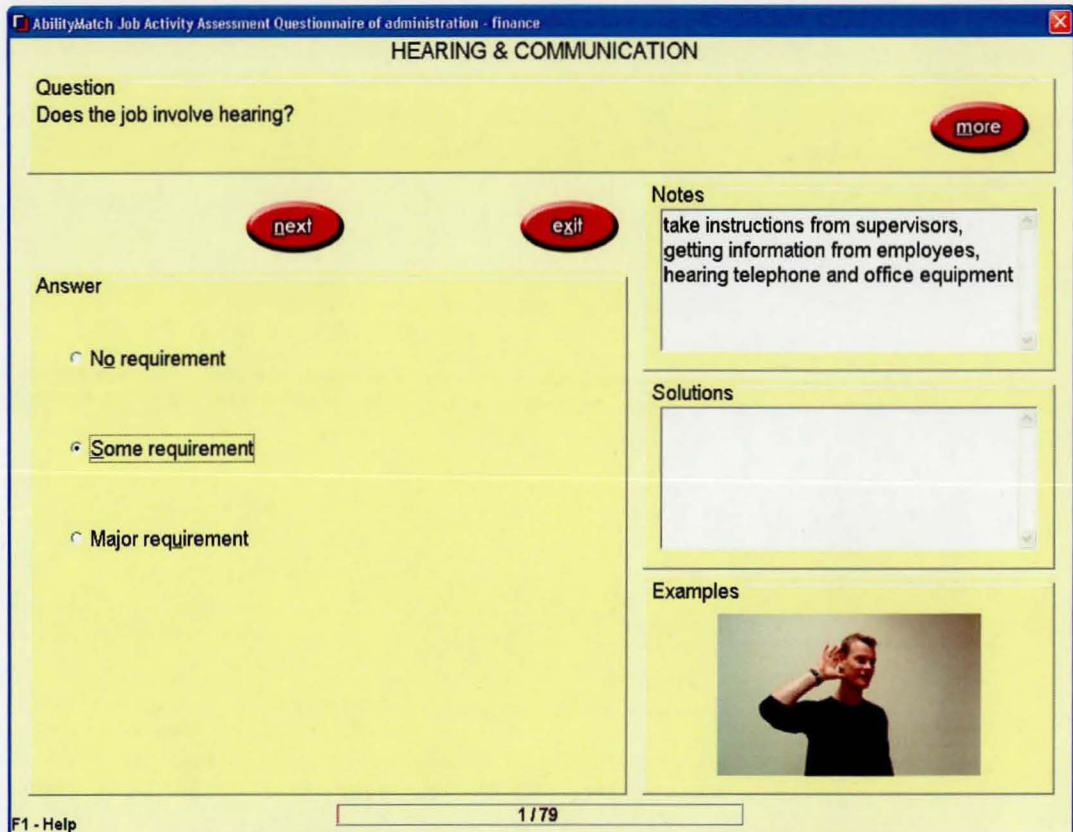 AbilityMatch Job Activity Assessment Questionnaire of administration - finance
HEARING & COMMUNICATION
Question
Does the job involve hearing?
more
next
exit
Notes
take instructions from supervisors,
getting information from employees,
hearing telephone and office equipment
Answer
No requirement
Some requirement
Major requirement
Solutions
Examples
F1 - Help
1 / 79